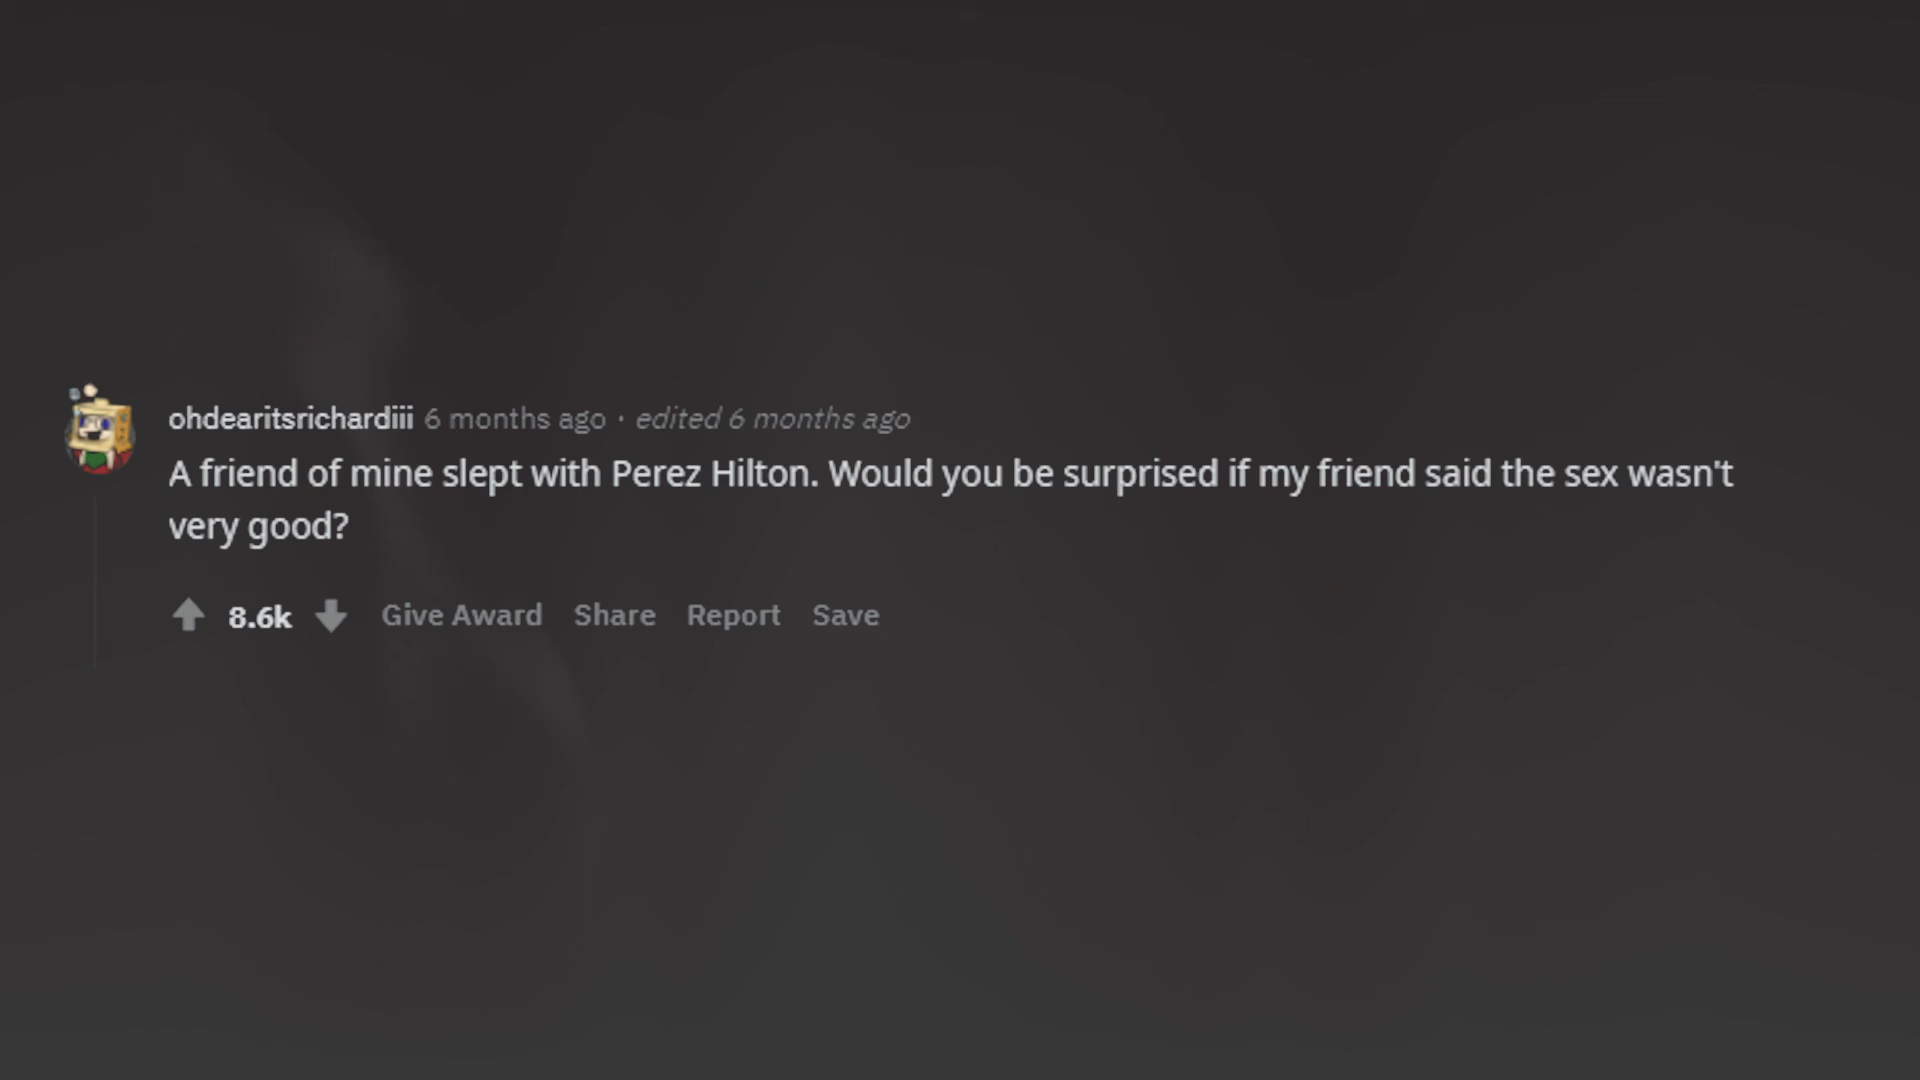 ohdearitsrichardiii 6 months ago · edited 6 months ago
A friend of mine slept with Perez Hilton. Would you be surprised if my friend said the sex wasn't
very good?
8.6k Give Award Share Report Save